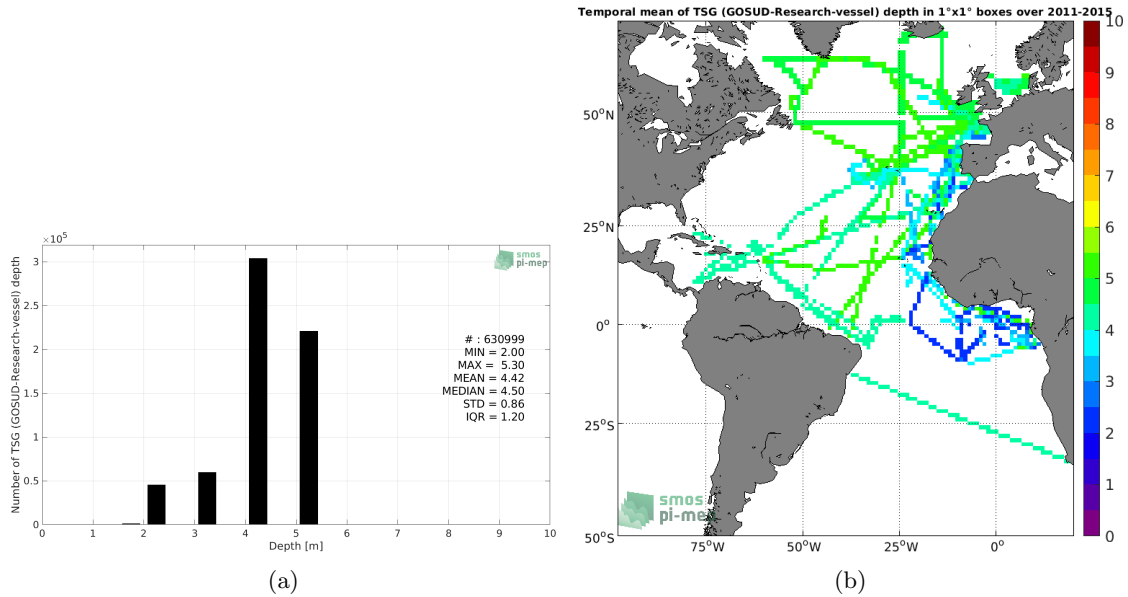 Temporal mean of TSG (GOSUD-Research-vessel) depth in 1°x1° boxes over 2011-2015
×10⁵
3
2.5
2
1.5
1
0.5
0
Number of TSG (GOSUD-Research-vessel) depth
smos
pi-mep
# : 630999
MIN = 2.00
MAX = 5.30
MEAN = 4.42
MEDIAN = 4.50
STD = 0.86
IQR = 1.20
0 1 2 3 4 5 6 7 8 9 10
Depth [m]
(a)
50°N
25°N
0°
25°S
50°S
75°W 50°W 25°W 0°
smos
pi-mep
10
9
8
7
6
5
4
3
2
1
0
(b)